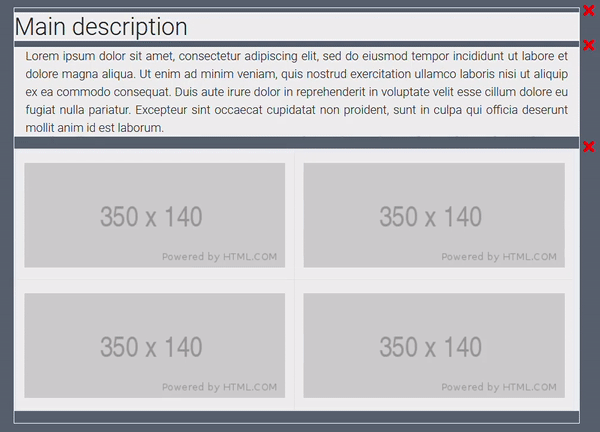 Main description
Lorem ipsum dolor sit amet, consectetur adipiscing elit, sed do eiusmod tempor incididunt ut labore et
dolore magna aliqua. Ut enim ad minim veniam, quis nostrud exercitation ullamco laboris nisi ut aliquip
ex ea commodo consequat. Duis aute irure dolor in reprehenderit in voluptate velit esse cillum dolore eu
fugiat nulla pariatur. Excepteur sint occaecat cupidatat non proident, sunt in culpa qui officia deserunt
mollit anim id est laborum.
350 x 140
Powered by HTML.COM
350 x 140
Powered by HTML.COM
350 x 140
Powered by HTML.COM
350 x 140
Powered by HTML.COM